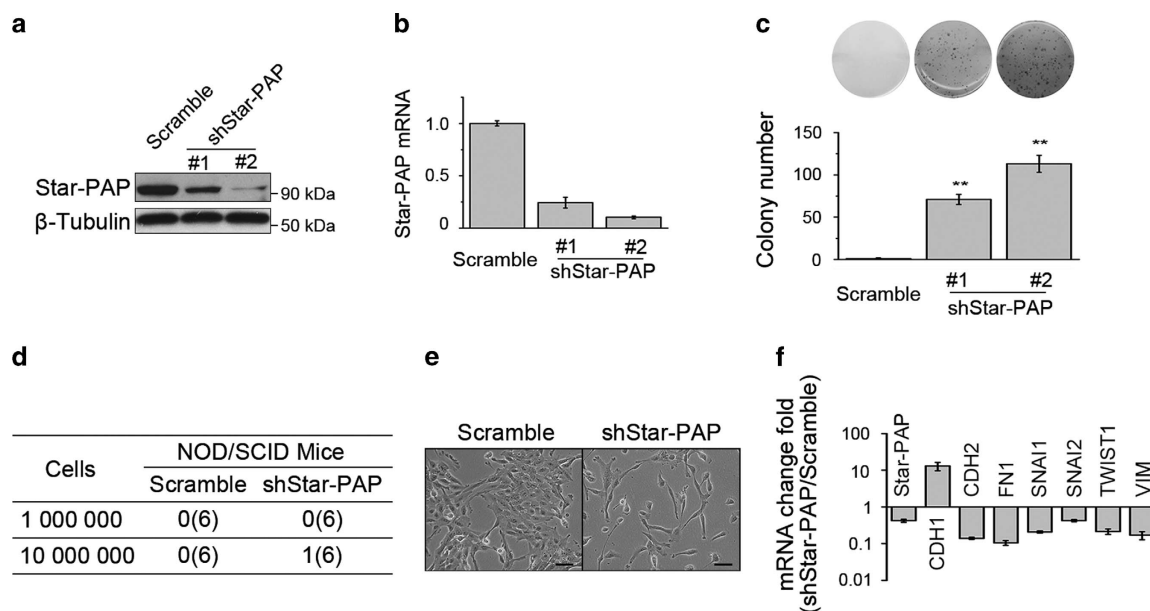 a
Scramble
shStar-PAP
#1 #2
Star-PAP
90 kDa
β-Tubulin
50 kDa
b
Star-PAP mRNA
1.0
0.5
0
Scramble
#1 #2
shStar-PAP
c
Colony number
150
100
50
0
**
**
Scramble
#1 #2
shStar-PAP
d
Cells
NOD/SCID Mice
Scramble shStar-PAP
1 000 000 0(6) 0(6)
10 000 000 0(6) 1(6)
e
Scramble shStar-PAP
f
mRNA change fold
(shStar-PAP/Scramble)
100
10
1
0.1
0.01
Star-PAP
CDH1
CDH2
FN1
SNAI1
SNAI2
TWIST1
VIM